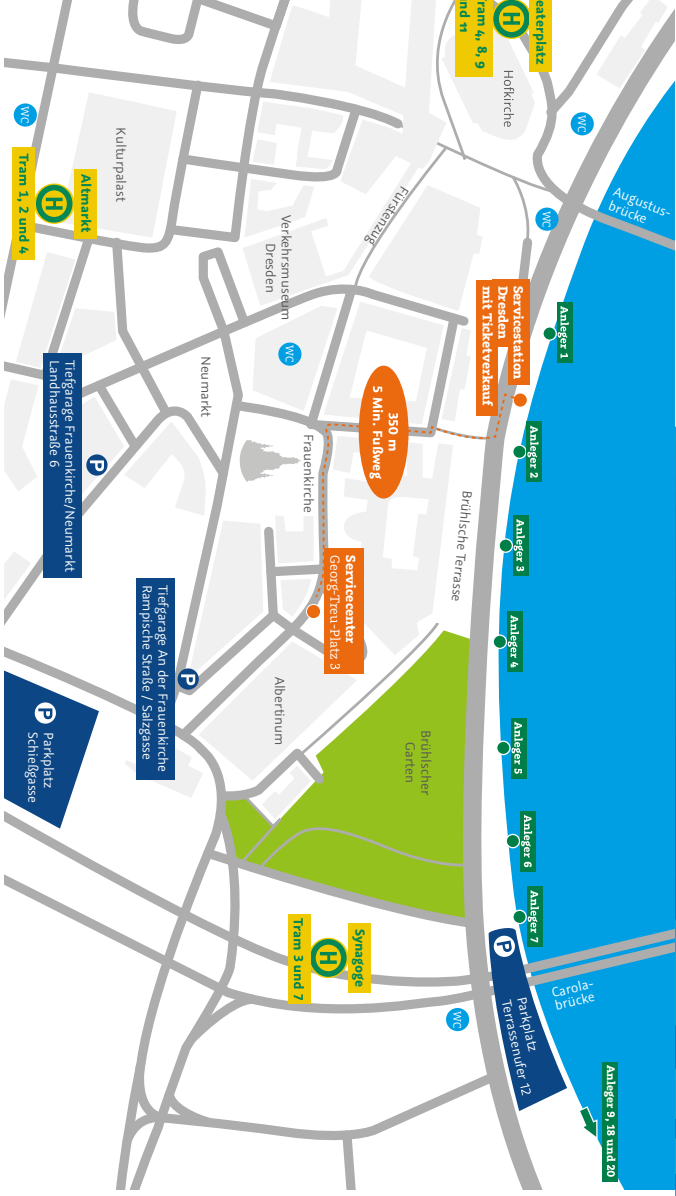 Augustus-
brücke
Carola-
brücke
Anleger 1
Anleger 2
Anleger 3
Anleger 4
Anleger 5
Anleger 6
Anleger 7
Anleger 9, 18 und 20
eaterplatz
H
ram 4, 8, 9
nd 11
Hofkirche
WC
WC
Servicestation
Dresden
mit Ticketverkauf
P
Parkplatz
Terrassenufer 12
WC
Brühlsche Terrasse
Brühlscher
Garten
Fürstenzug
350 m
5 Min. Fußweg
Servicecenter
Georg-Treu-Platz 3
Synagoge
H
Tram 3 und 7
Verkehrsmuseum
Dresden
WC
Frauenkirche
Albertinum
Neumarkt
P
Tiefgarage An der Frauenkirche
Rampische Straße / Salzgasse
Kulturpalast
Altmarkt
H
Tram 1, 2 und 4
WC
P
Tiefgarage Frauenkirche/Neumarkt
Landhausstraße 6
P
Parkplatz
Schießgasse